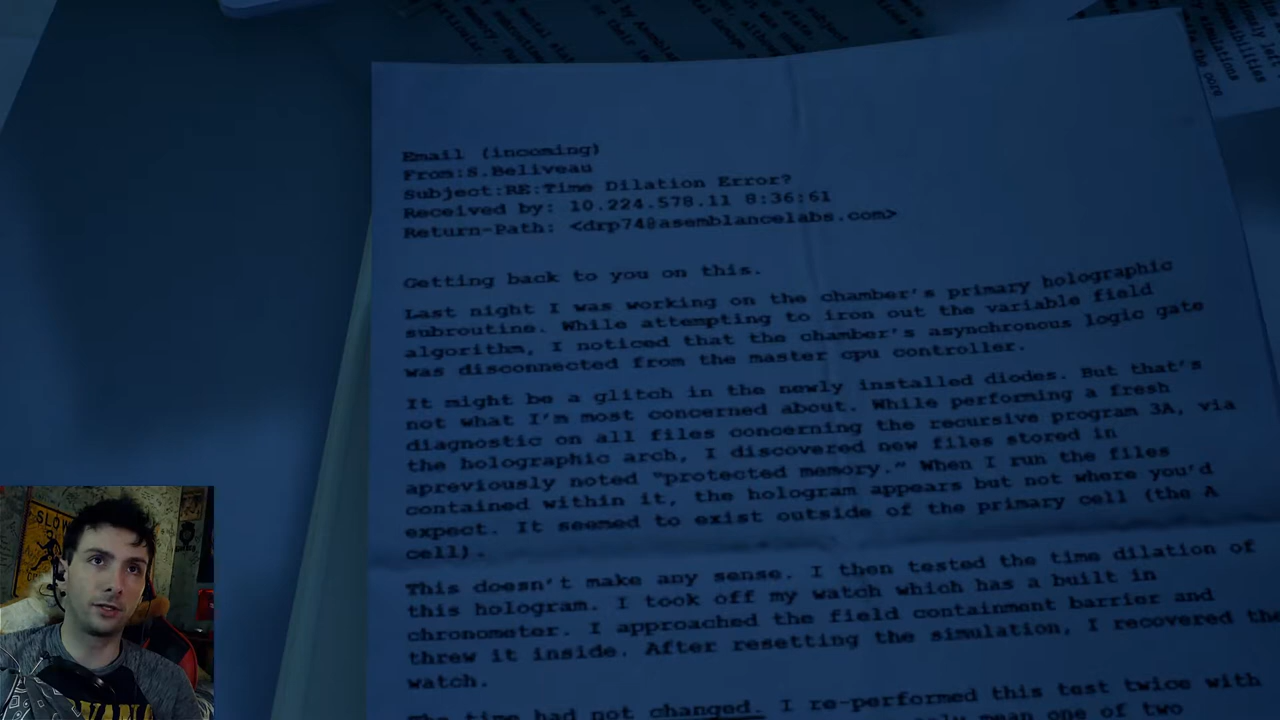 Email (incoming)
From:S.Beliveau
Subject:RE:Time Dilation Error?
Received by: 10.224.578.11 8:36:61
Return-Path: <drp74@asemblancelabs.com>
Getting back to you on this.
Last night I was working on the chamber's primary holographic
subroutine. While attempting to iron out the variable field
algorithm, I noticed that the chamber's asynchronous logic gate
was disconnected from the master cpu controller.
It might be a glitch in the newly installed diodes. But that's
not what I'm most concerned about. While performing a fresh
diagnostic on all files concerning the recursive program 3A, via
the holographic arch, I discovered new files stored in
apreviously noted "protected memory." When I run the files
contained within it, the hologram appears but not where you'd
expect. It seemed to exist outside of the primary cell (the A
cell).
This doesn't make any sense. I then tested the time dilation of
this hologram. I took off my watch which has a built in
chronometer. I approached the field containment barrier and
threw it inside. After resetting the simulation, I recovered the
watch.
The time had not changed. I re-performed this test twice with
only mean one of two
SLOW